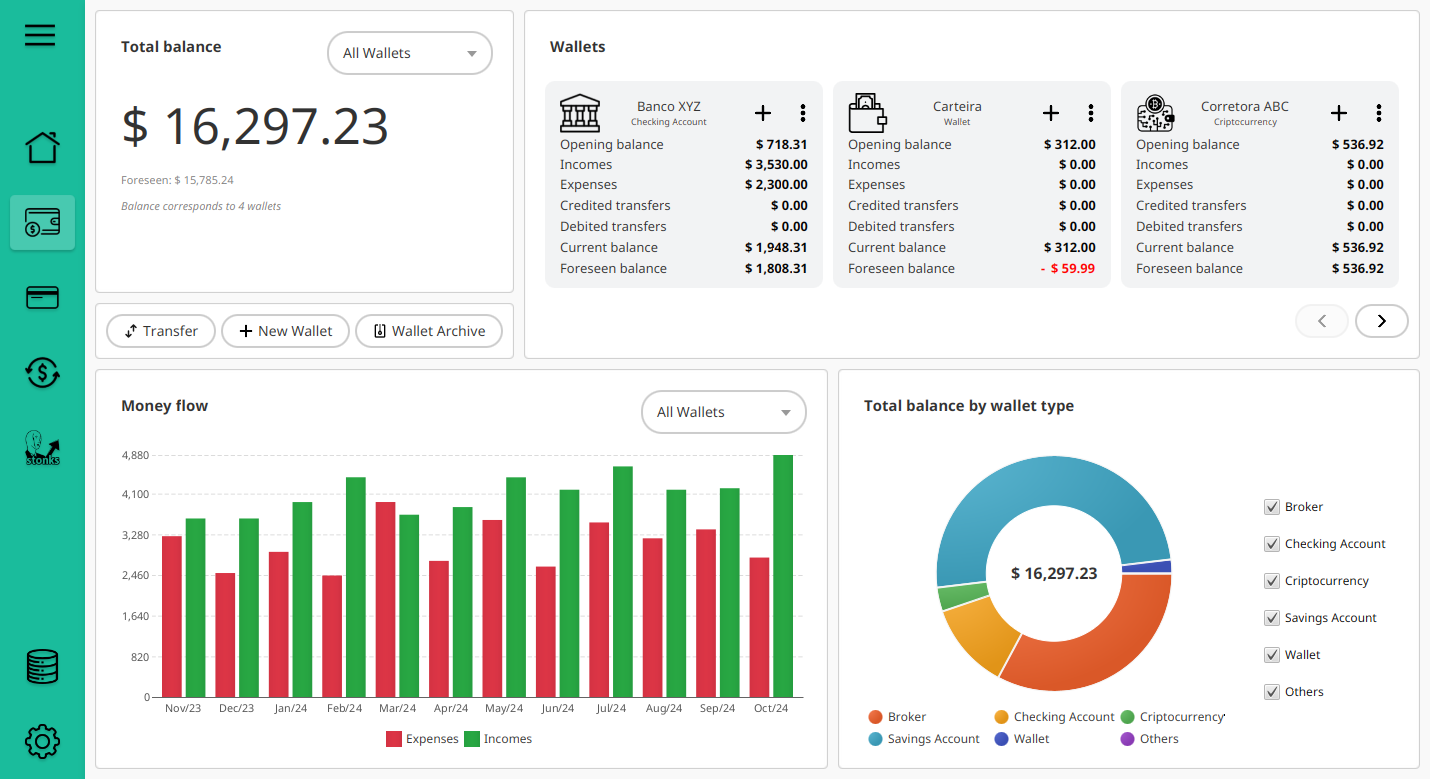 Total balance
All Wallets
$ 16,297.23
Foreseen: $ 15,785.24
Balance corresponds to 4 wallets
Transfer
New Wallet
Wallet Archive
Wallets
Banco XYZ
Checking Account
Opening balance $ 718.31
Incomes $ 3,530.00
Expenses $ 2,300.00
Credited transfers $ 0.00
Debited transfers $ 0.00
Current balance $ 1,948.31
Foreseen balance $ 1,808.31
Carteira
Wallet
Opening balance $ 312.00
Incomes $ 0.00
Expenses $ 0.00
Credited transfers $ 0.00
Debited transfers $ 0.00
Current balance $ 312.00
Foreseen balance - $ 59.99
Corretora ABC
Criptocurrency
Opening balance $ 536.92
Incomes $ 0.00
Expenses $ 0.00
Credited transfers $ 0.00
Debited transfers $ 0.00
Current balance $ 536.92
Foreseen balance $ 536.92
stonks
Money flow
All Wallets
4,880
4,100
3,280
2,460
1,640
820
0
Nov/23 Dec/23 Jan/24 Feb/24 Mar/24 Apr/24 May/24 Jun/24 Jul/24 Aug/24 Sep/24 Oct/24
Expenses Incomes
Total balance by wallet type
$ 16,297.23
Broker
Checking Account
Criptocurrency
Savings Account
Wallet
Others
Broker Checking Account Criptocurrency
Savings Account Wallet Others